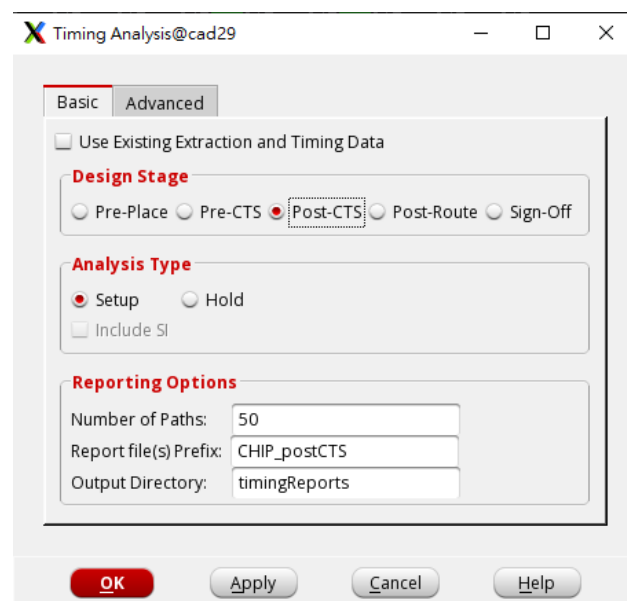 Timing Analysis@cad29
Basic Advanced
Use Existing Extraction and Timing Data
Design Stage
Pre-Place Pre-CTS Post-CTS Post-Route Sign-Off
Analysis Type
Setup Hold
Include SI
Reporting Options
Number of Paths: 50
Report file(s) Prefix: CHIP_postCTS
Output Directory: timingReports
OK Apply Cancel Help